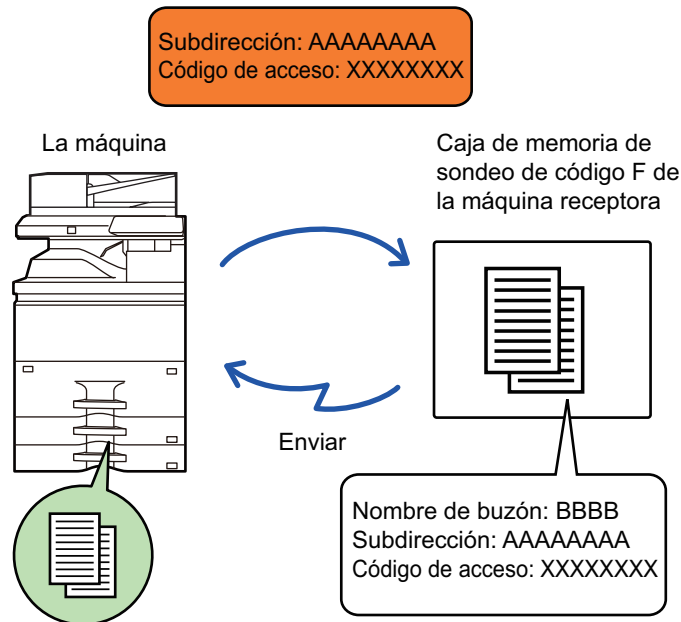 Subdirección: AAAAAAAA
Código de acceso: XXXXXXXX
La máquina
Caja de memoria de
sondeo de código F de
la máquina receptora
Enviar
Nombre de buzón: BBBB
Subdirección: AAAAAAAA
Código de acceso: XXXXXXXX